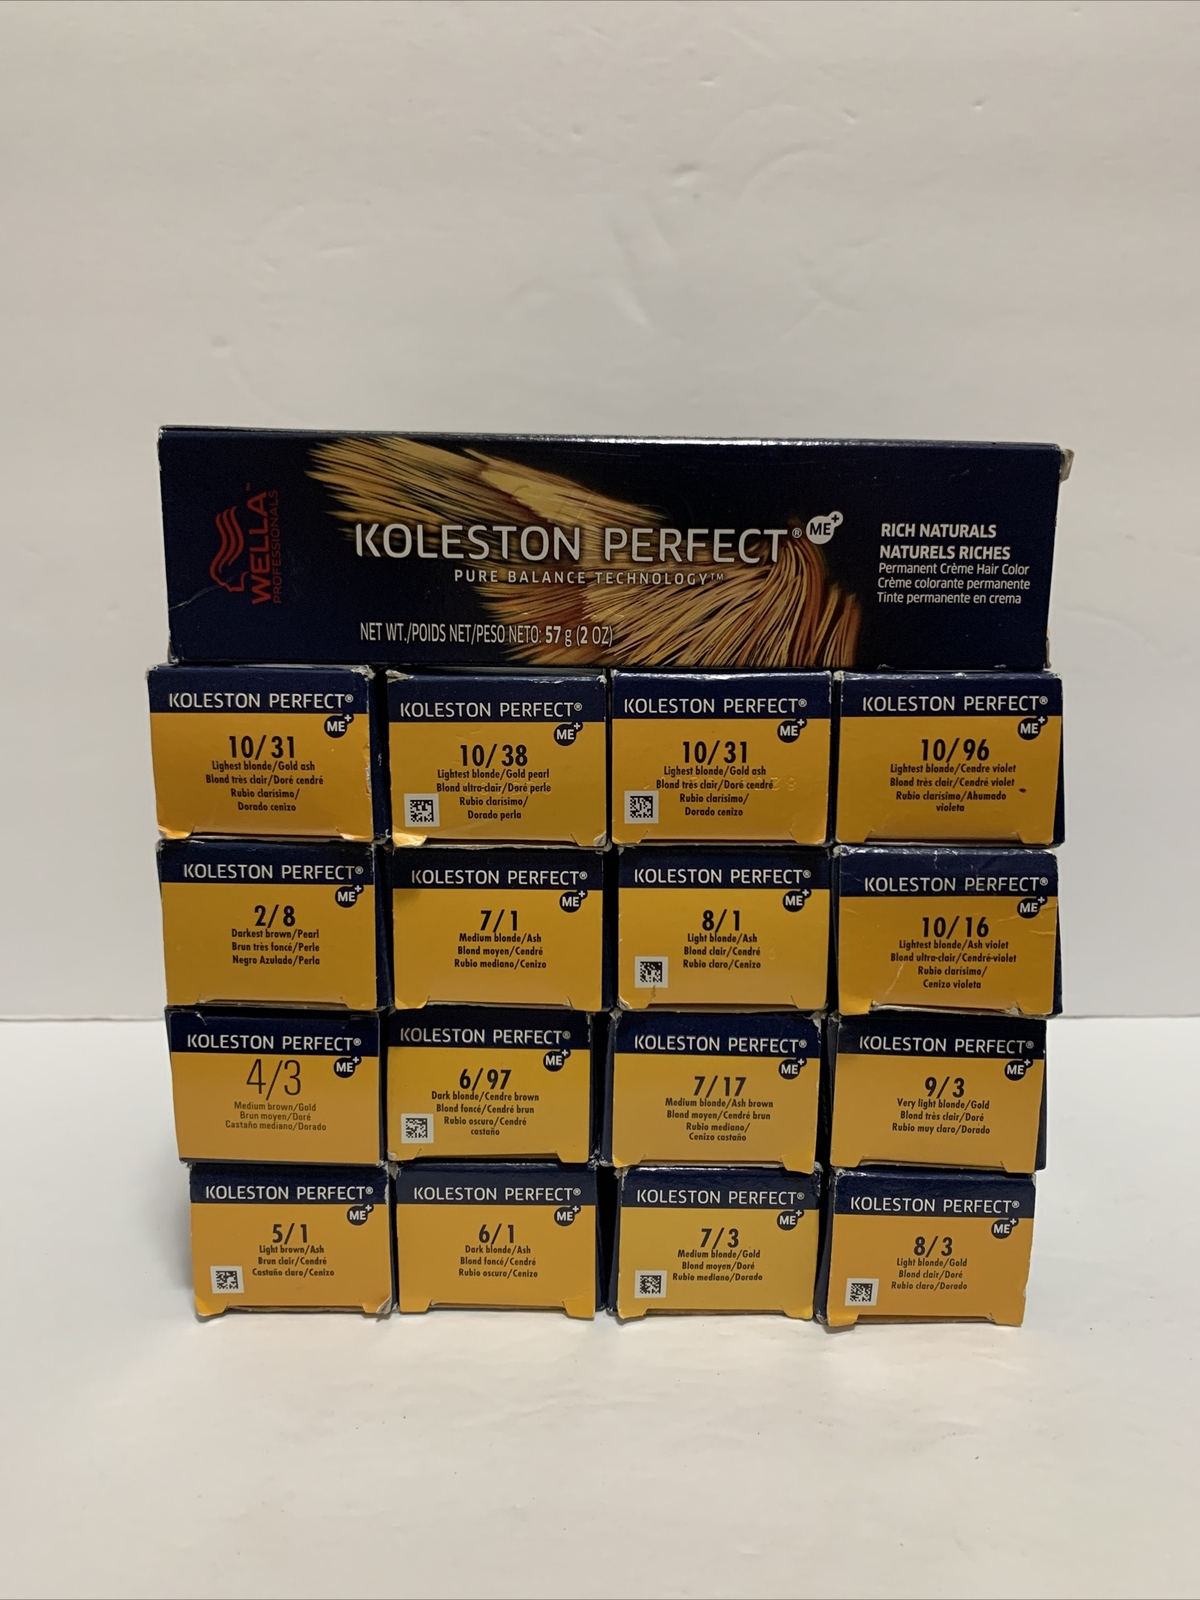 WELLA™
PROFESSIONALS
KOLESTON PERFECT® ME+
PURE BALANCE TECHNOLOGY™
NET WT./POIDS NET/PESO NETO: 57 g (2 OZ)
RICH NATURALS
NATURELS RICHES
Permanent Crème Hair Color
Crème colorante permanente
Tinte permanente en crema
KOLESTON PERFECT®
ME+
10/31
Lighest blonde/Gold ash
Blond très clair/Doré cendré
Rubio clarísimo/
Dorado cenizo
KOLESTON PERFECT®
ME+
10/38
Lightest blonde/Gold pearl
Blond ultra-clair/Doré perle
Rubio clarísimo/
Dorado perla
KOLESTON PERFECT®
ME+
10/31
Lighest blonde/Gold ash
Blond très clair/Doré cendré
Rubio clarísimo/
Dorado cenizo
KOLESTON PERFECT®
ME+
10/96
Lightest blonde/Cendre violet
Blond très clair/Cendré violet
Rubio clarísimo/Ahumado
violeta
KOLESTON PERFECT®
ME+
2/8
Darkest brown/Pearl
Brun très foncé/Perle
Negro Azulado/Perla
KOLESTON PERFECT®
ME+
7/1
Medium blonde/Ash
Blond moyen/Cendré
Rubio mediano/Cenizo
KOLESTON PERFECT®
ME+
8/1
Light blonde/Ash
Blond clair/Cendré
Rubio claro/Cenizo
KOLESTON PERFECT®
ME+
10/16
Lightest blonde/Ash violet
Blond ultra-clair/Cendré-violet
Rubio clarísimo/
Cenizo violeta
KOLESTON PERFECT®
ME+
4/3
Medium brown/Gold
Brun moyen/Doré
Castaño mediano/Dorado
KOLESTON PERFECT®
ME+
6/97
Dark blonde/Cendre brown
Blond foncé/Cendré brun
Rubio oscuro/Cendré
castaño
KOLESTON PERFECT®
ME+
7/17
Medium blonde/Ash brown
Blond moyen/Cendré brun
Rubio mediano/
Cenizo castaño
KOLESTON PERFECT®
ME+
9/3
Very light blonde/Gold
Blond très clair/Doré
Rubio muy claro/Dorado
KOLESTON PERFECT®
ME+
5/1
Light brown/Ash
Brun clair/Cendré
Castaño claro/Cenizo
KOLESTON PERFECT®
ME+
6/1
Dark blonde/Ash
Blond foncé/Cendré
Rubio oscuro/Cenizo
KOLESTON PERFECT®
ME+
7/3
Medium blonde/Gold
Blond moyen/Doré
Rubio mediano/Dorado
KOLESTON PERFECT®
ME+
8/3
Light blonde/Gold
Blond clair/Doré
Rubio claro/Dorado